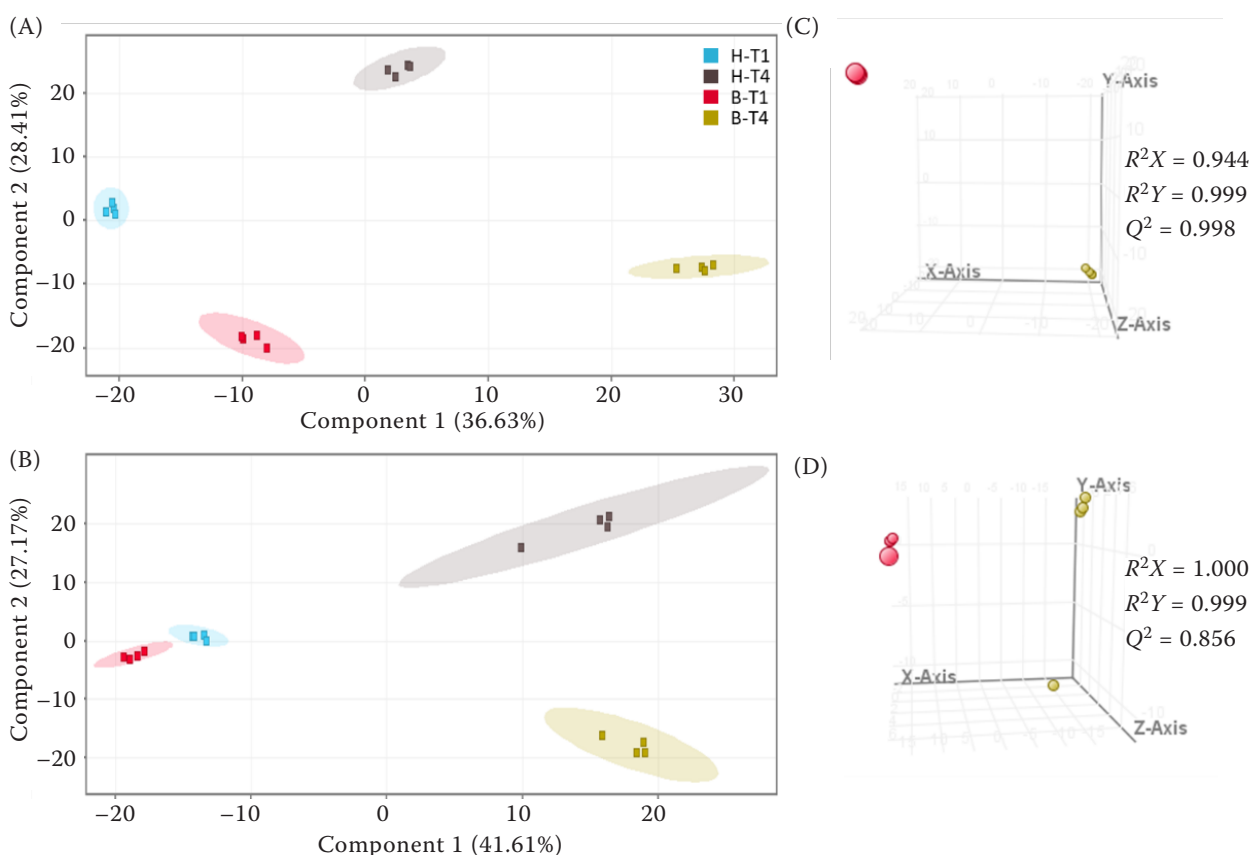 (A)
Component 2 (28.41%)
20
10
0
−10
−20
−20
−10
0
10
20
30
Component 1 (36.63%)
H-T1
H-T4
B-T1
B-T4
(C)
Y-Axis
X-Axis
Z-Axis
R²X = 0.944
R²Y = 0.999
Q² = 0.998
(B)
Component 2 (27.17%)
20
10
0
−10
−20
−20
−10
0
10
20
Component 1 (41.61%)
(D)
Y-Axis
X-Axis
Z-Axis
R²X = 1.000
R²Y = 0.999
Q² = 0.856